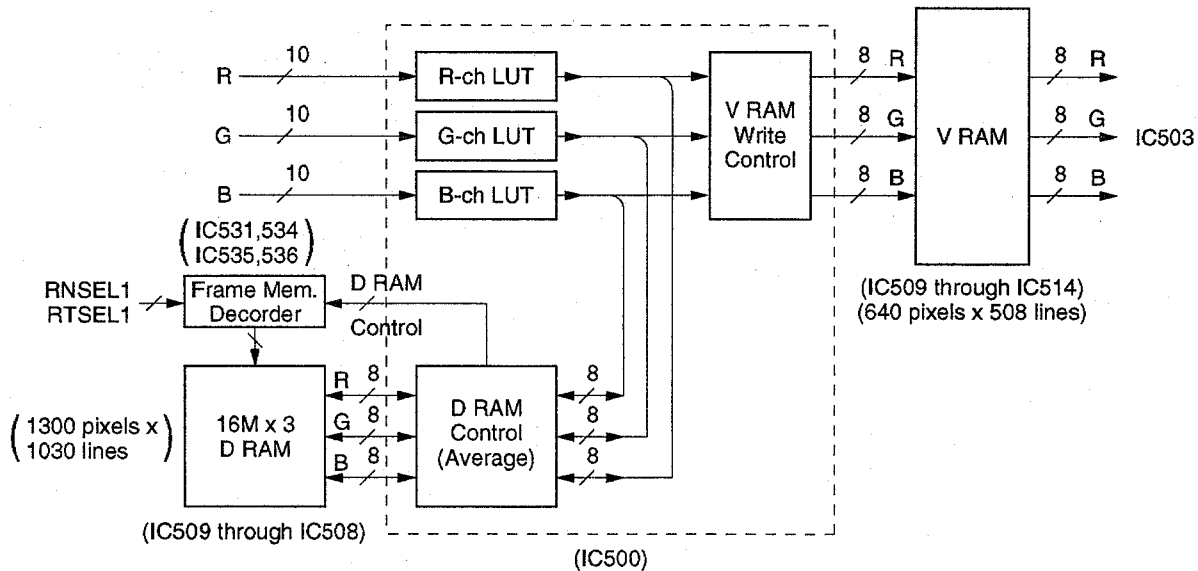 R 10 R-ch LUT
G 10 G-ch LUT
B 10 B-ch LUT
V RAM
Write
Control
8 R
8 G
8 B
V RAM
8 R
8 G
8 B
IC503
(IC509 through IC514)
(640 pixels x 508 lines)
(IC531,534
IC535,536)
RNSEL1
RTSEL1
Frame Mem.
Decorder
D RAM
Control
(1300 pixels x
1030 lines)
16M x 3
D RAM
R 8
G 8
B 8
D RAM
Control
(Average)
8
8
8
(IC509 through IC508)
(IC500)